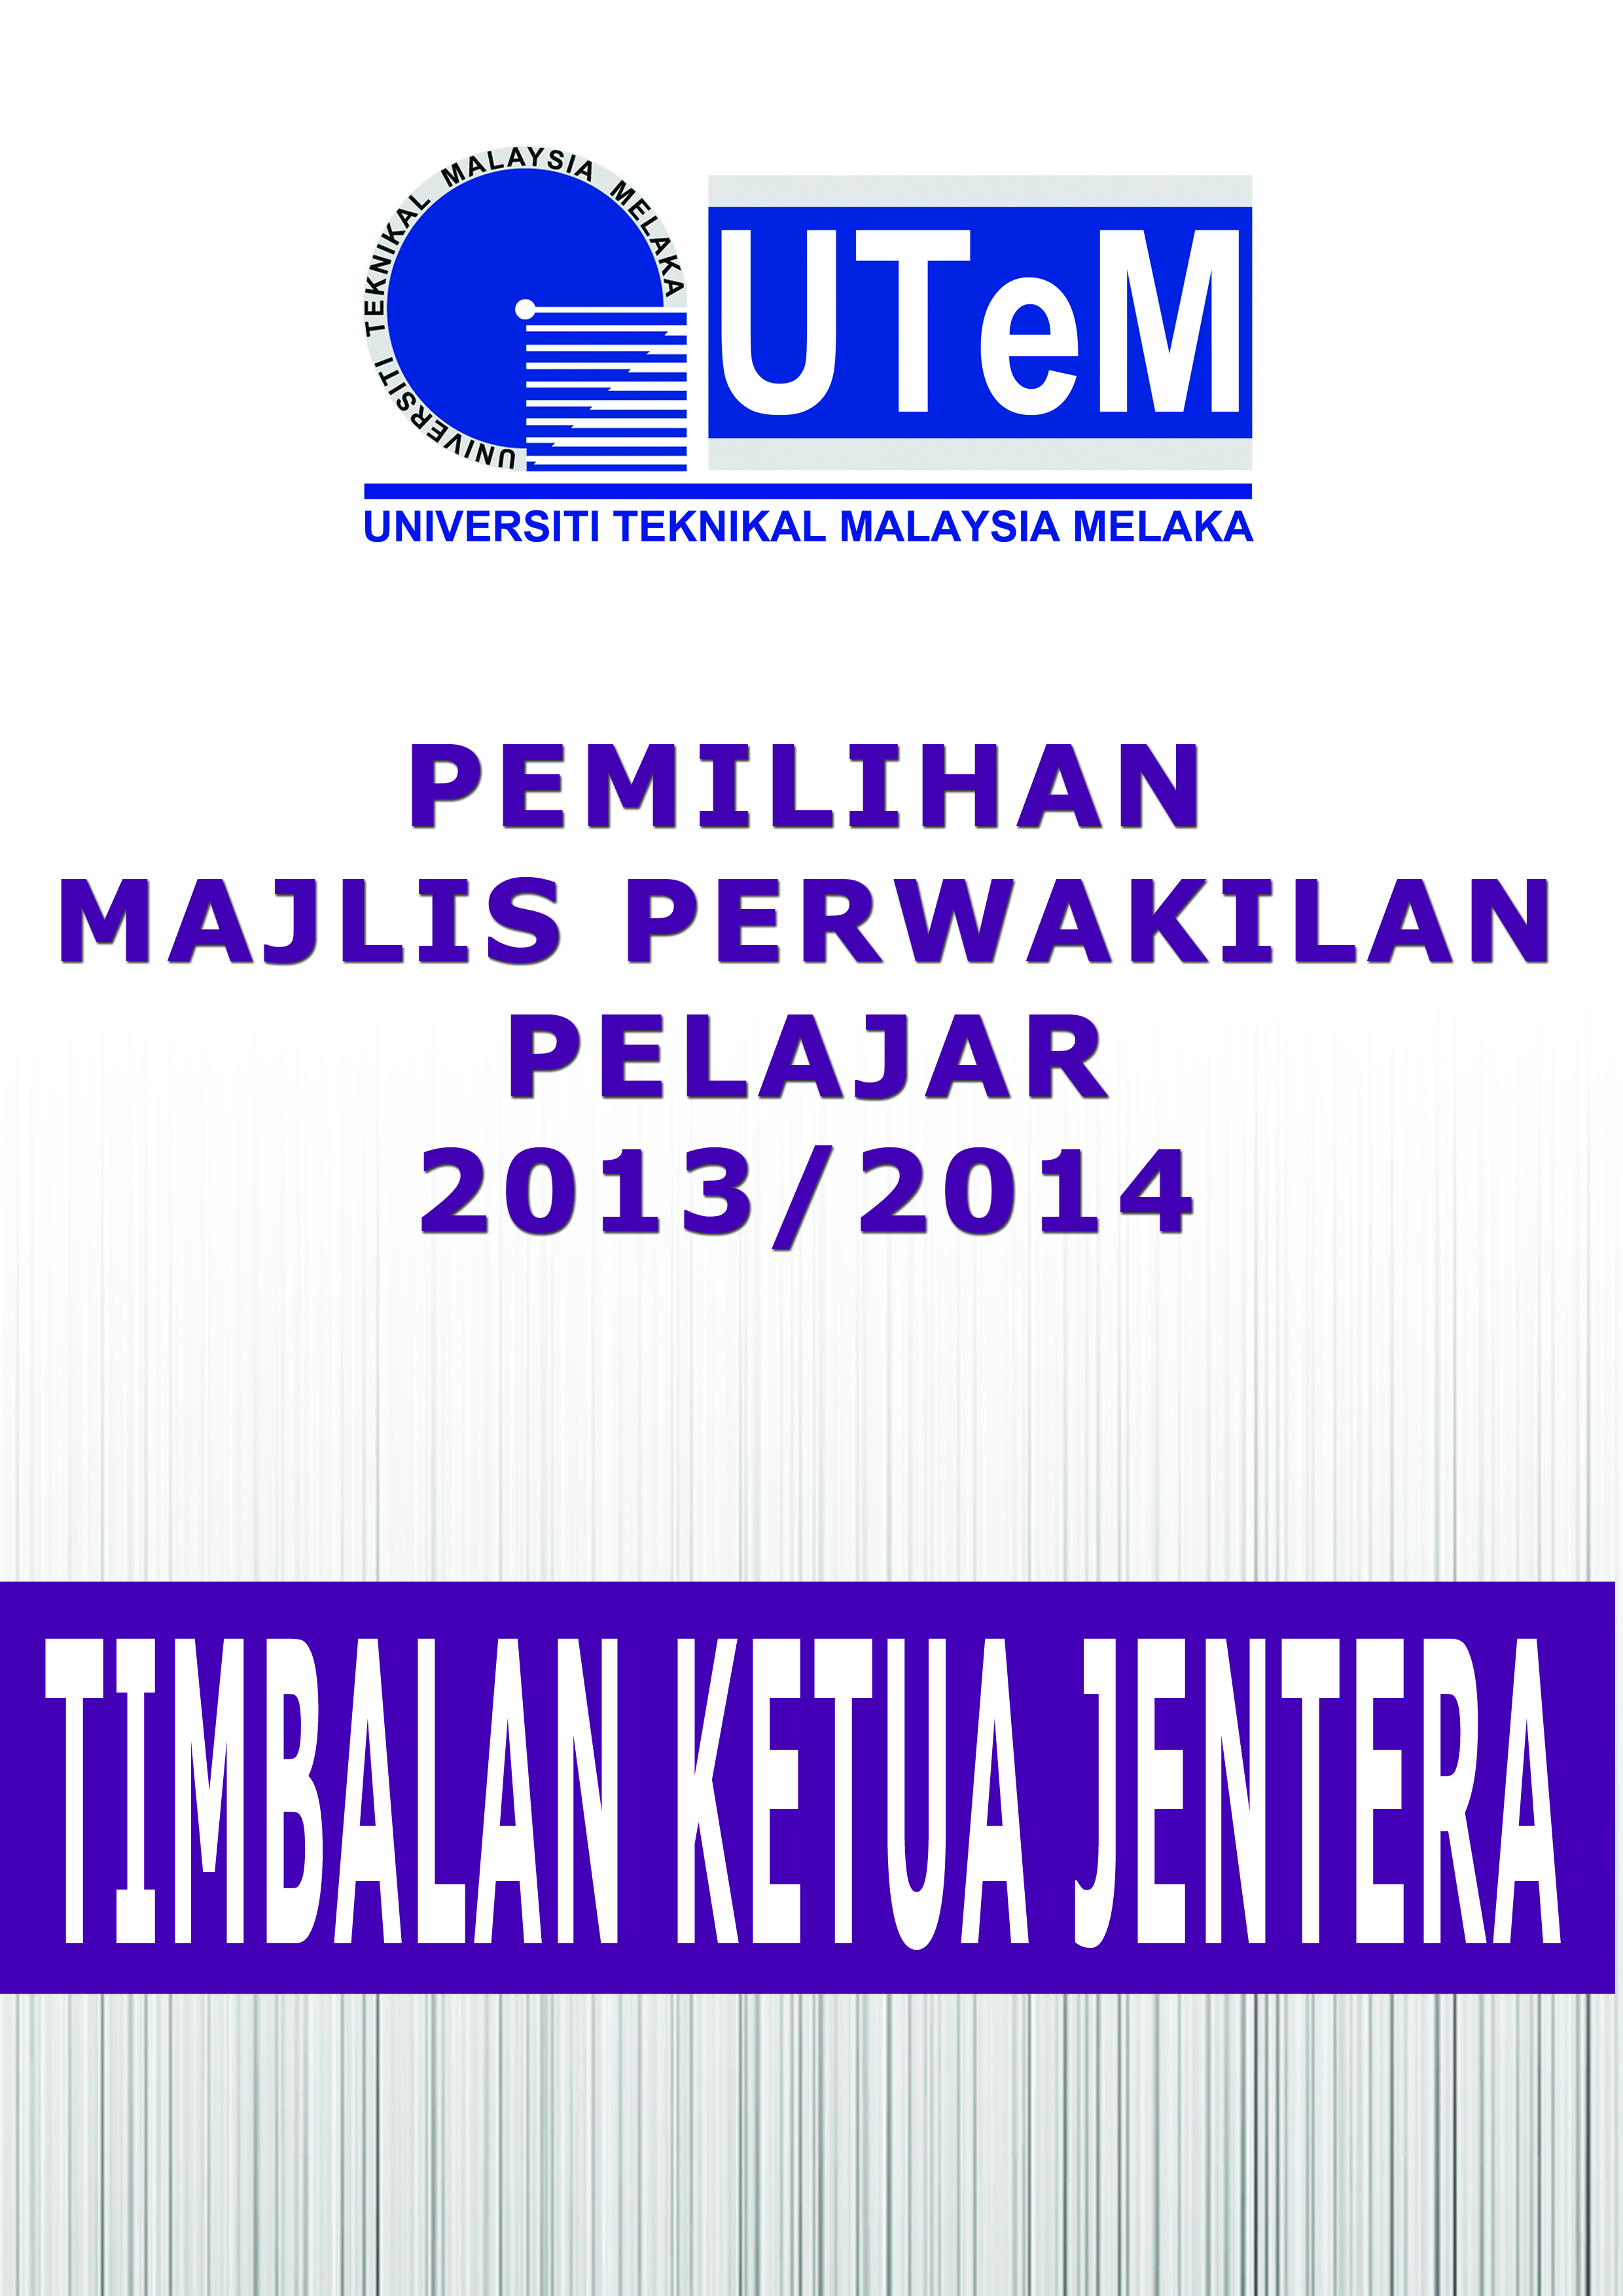 UNIVERSITI TEKNIKAL MALAYSIA MELAKA
UTeM
UNIVERSITI TEKNIKAL MALAYSIA MELAKA
PEMILIHAN
MAJLIS PERWAKILAN
PELAJAR
2013/2014
TIMBALAN KETUA JENTERA